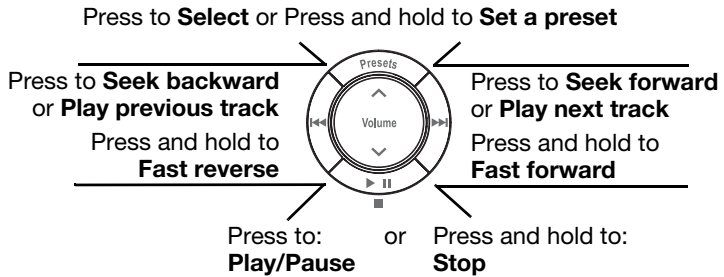 Press to Select or Press and hold to Set a preset
Presets
Press to Seek backward
or Play previous track
Press and hold to
Fast reverse
Volume
Press to Seek forward
or Play next track
Press and hold to
Fast forward
Press to: or Press and hold to:
Play/Pause Stop